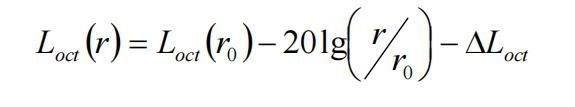 L_oct (r) = L_oct (r_0) − 20lg(r/r_0) − ΔL_oct